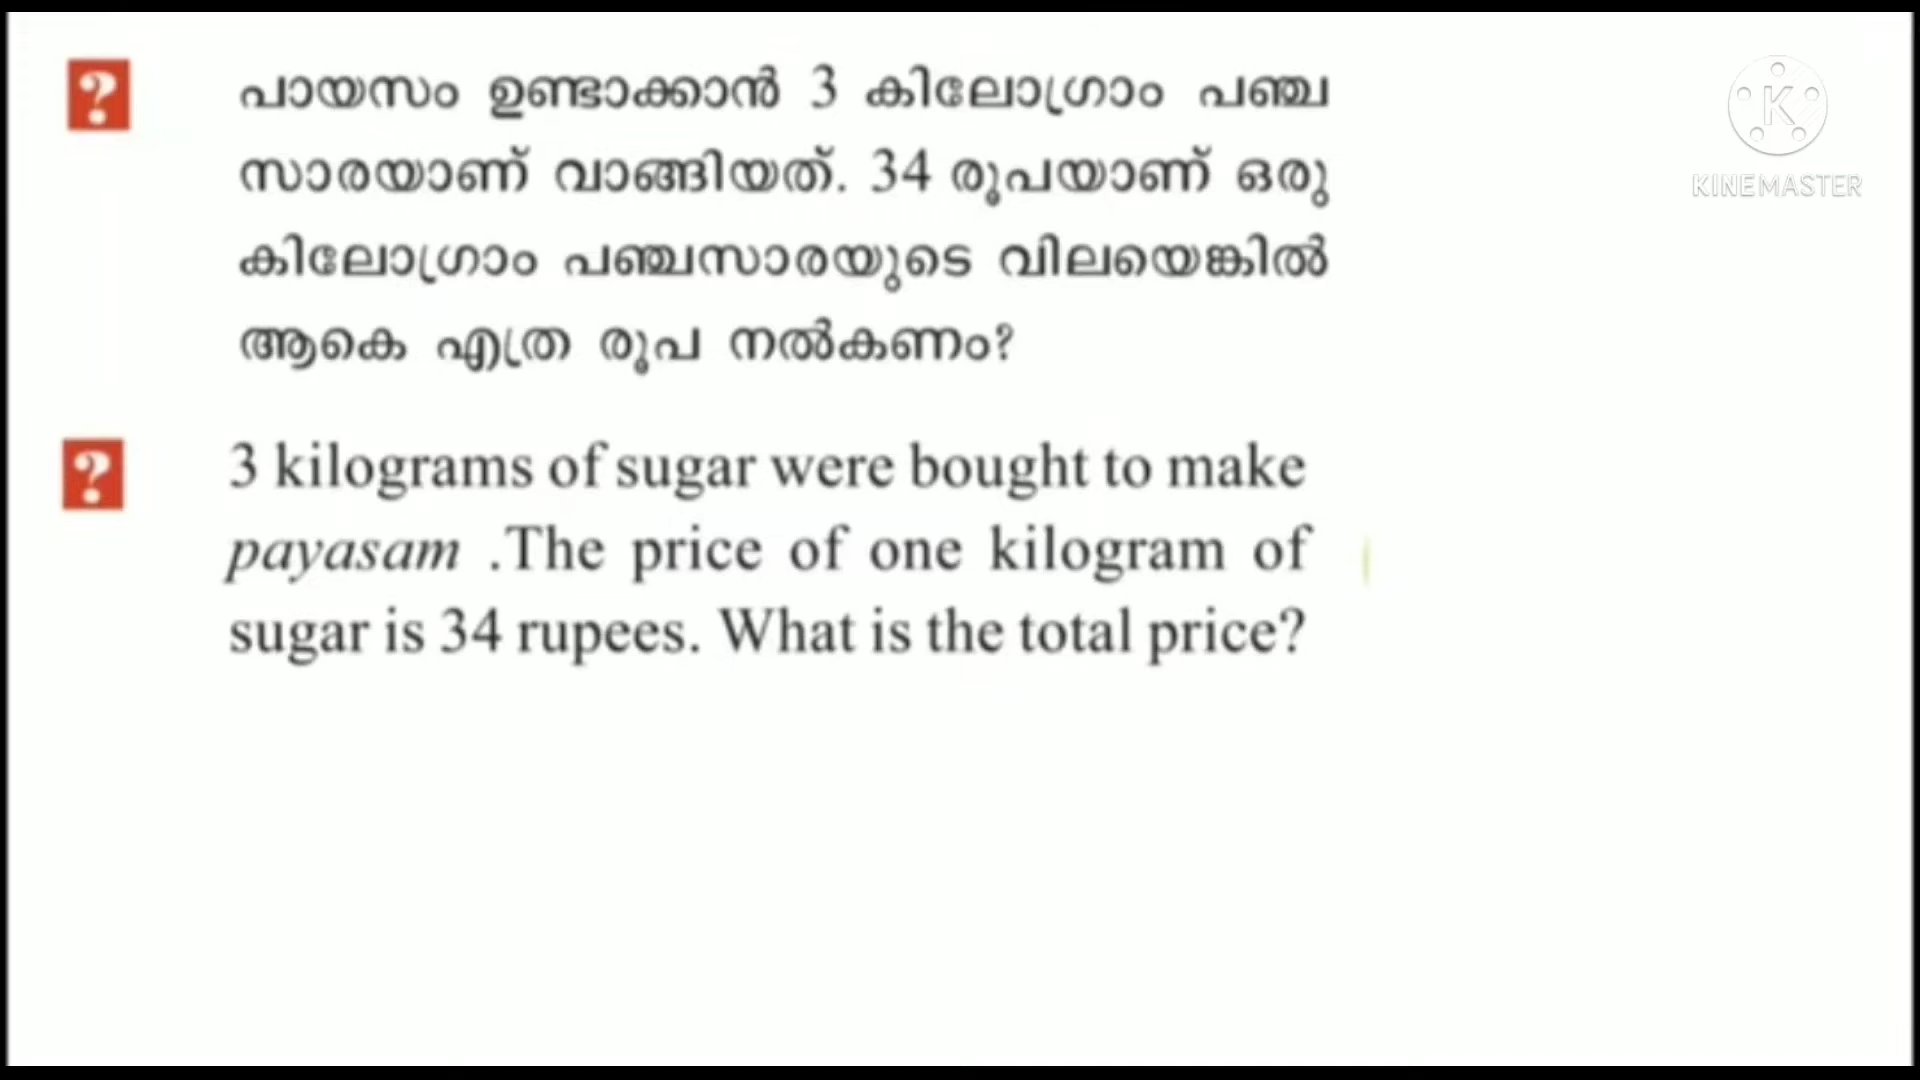 ?
പായസം ഉണ്ടാക്കാൻ 3 കിലോഗ്രാം പഞ്ച
സാരയാണ് വാങ്ങിയത്. 34 രൂപയാണ് ഒരു
കിലോഗ്രാം പഞ്ചസാരയുടെ വിലയെങ്കിൽ
ആകെ എത്ര രൂപ നൽകണം?
K
KINEMASTER
?
3 kilograms of sugar were bought to make
payasam .The price of one kilogram of
sugar is 34 rupees. What is the total price?